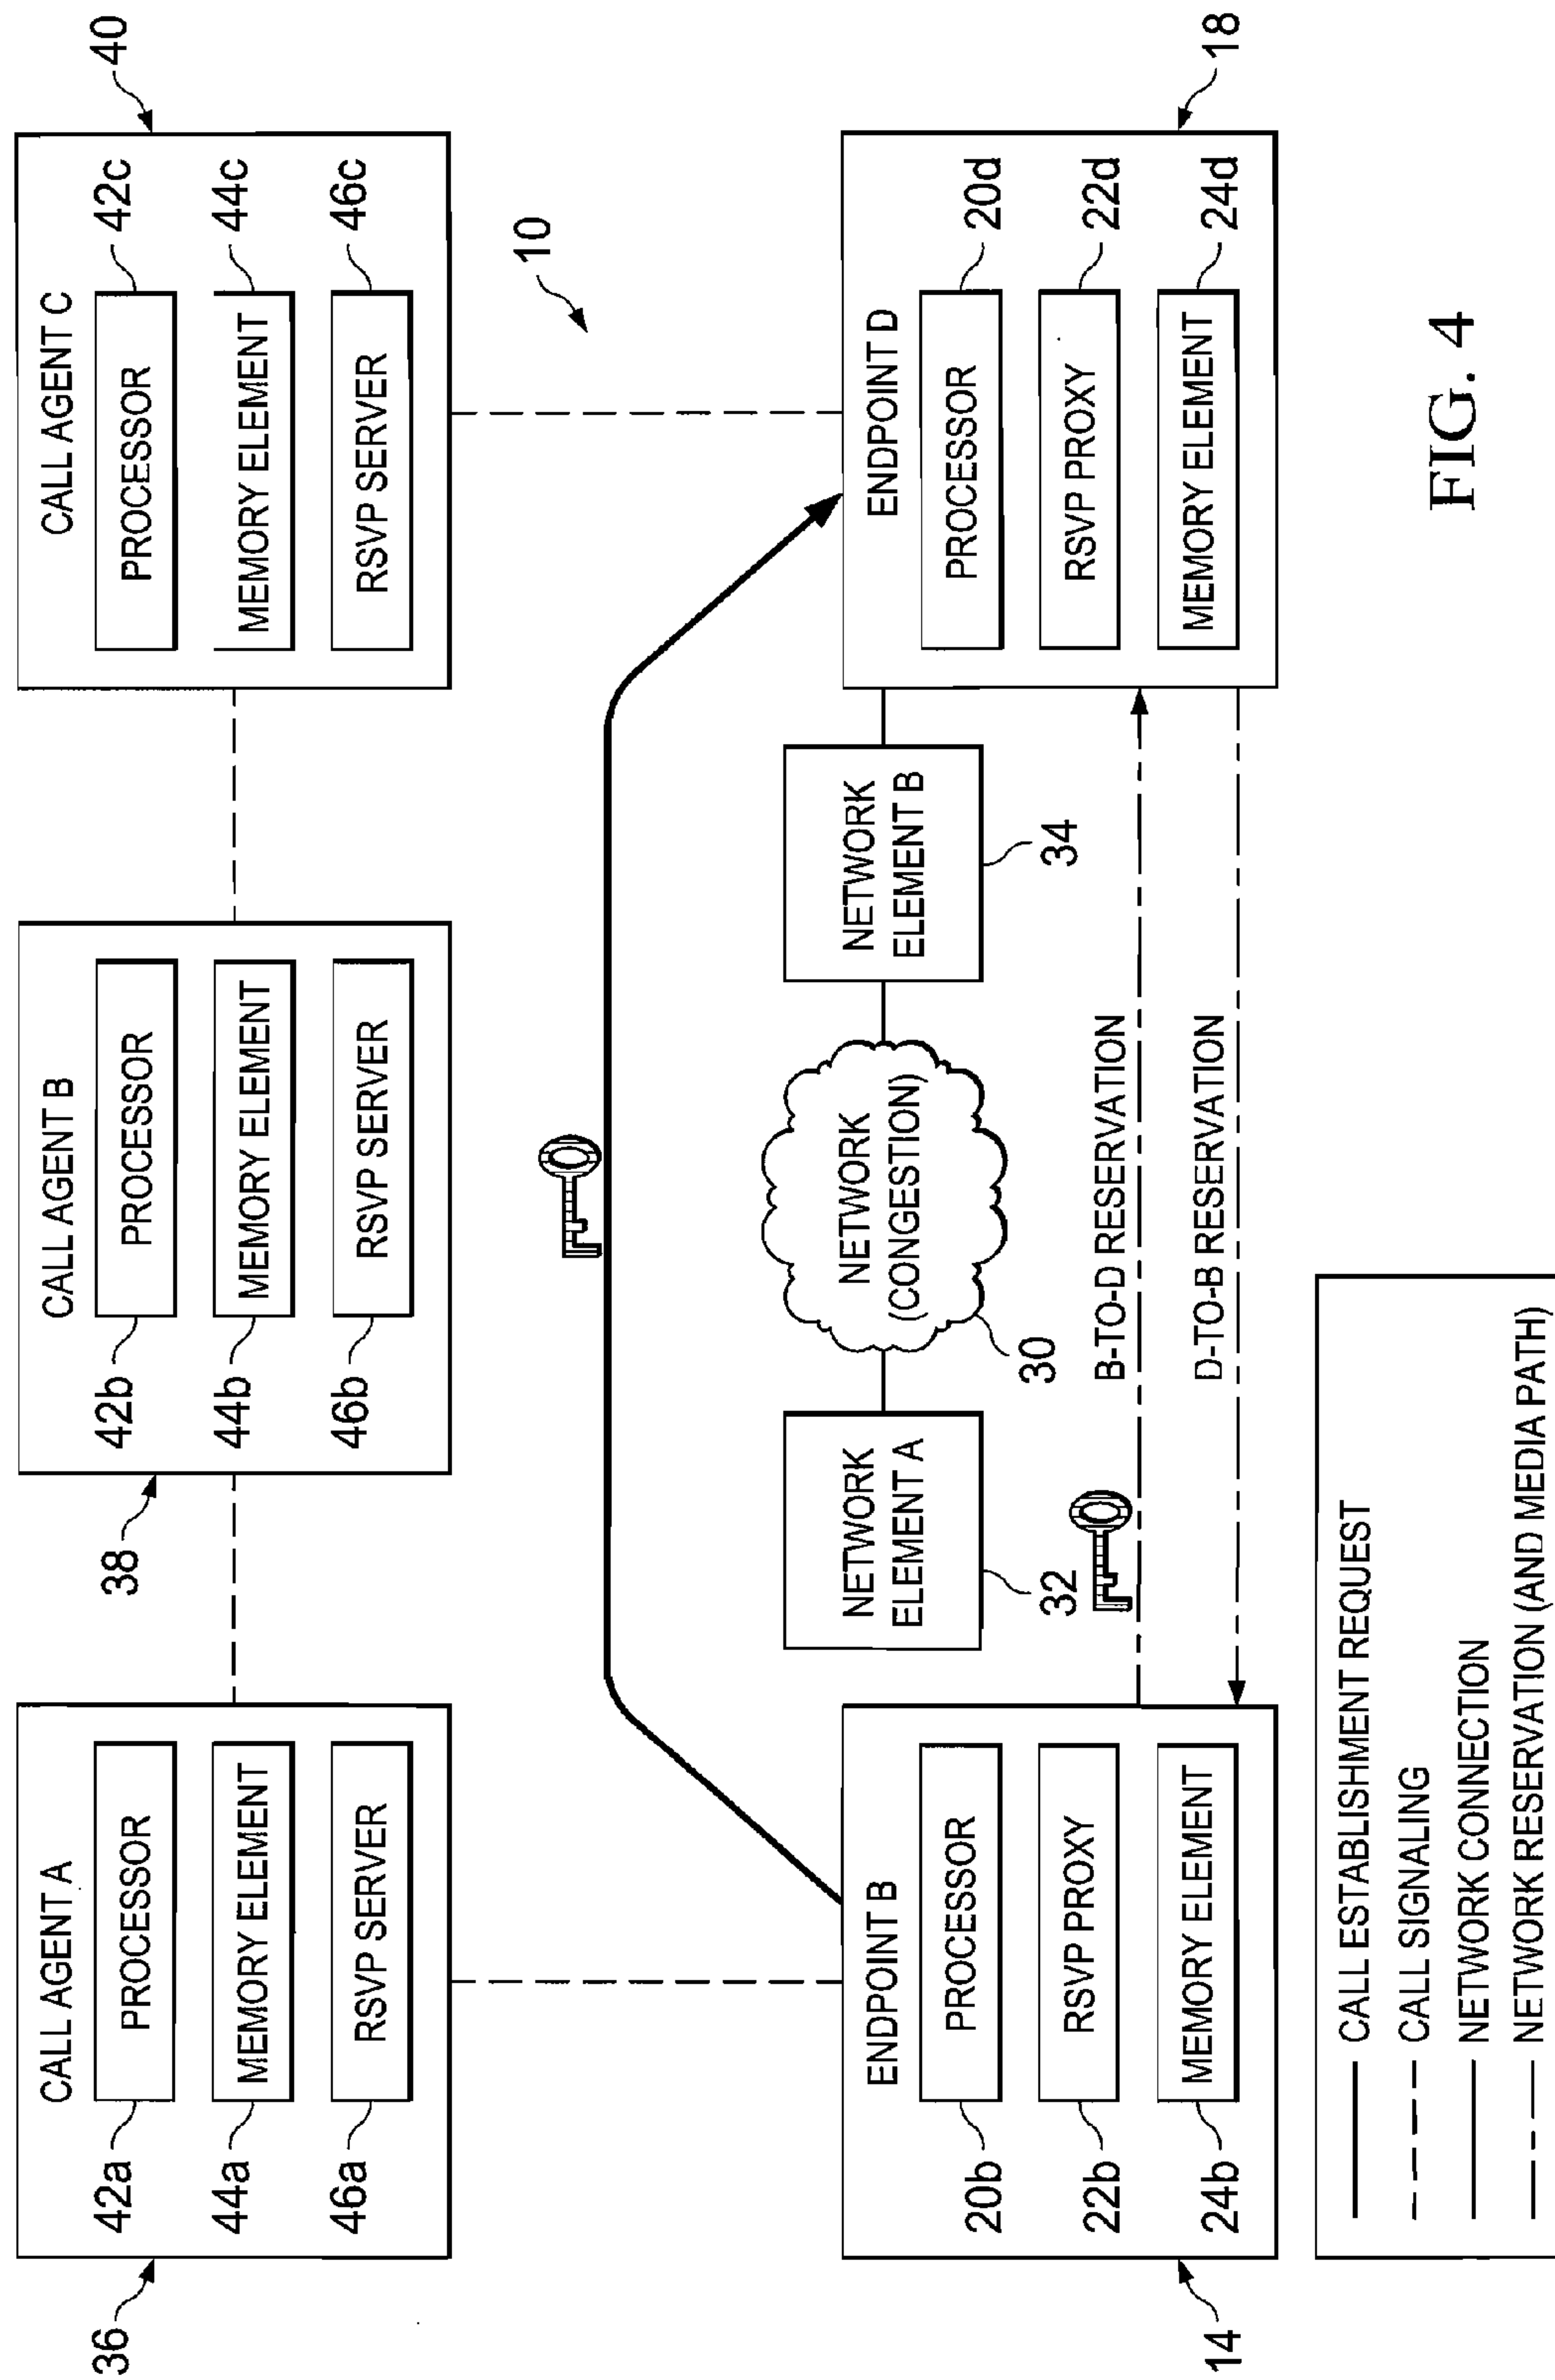 36
CALL AGENT A
42a
PROCESSOR
44a
MEMORY ELEMENT
46a
RSVP SERVER
38
CALL AGENT B
42b
PROCESSOR
44b
MEMORY ELEMENT
46b
RSVP SERVER
40
CALL AGENT C
PROCESSOR
42c
MEMORY ELEMENT
44c
RSVP SERVER
46c
10
14
ENDPOINT B
20b
PROCESSOR
22b
RSVP PROXY
24b
MEMORY ELEMENT
NETWORK
ELEMENT A
32
NETWORK
(CONGESTION)
30
NETWORK
ELEMENT B
34
B-TO-D RESERVATION
D-TO-B RESERVATION
18
ENDPOINT D
PROCESSOR
20d
RSVP PROXY
22d
MEMORY ELEMENT
24d
CALL ESTABLISHMENT REQUEST
CALL SIGNALING
NETWORK CONNECTION
NETWORK RESERVATION (AND MEDIA PATH)
FIG. 4